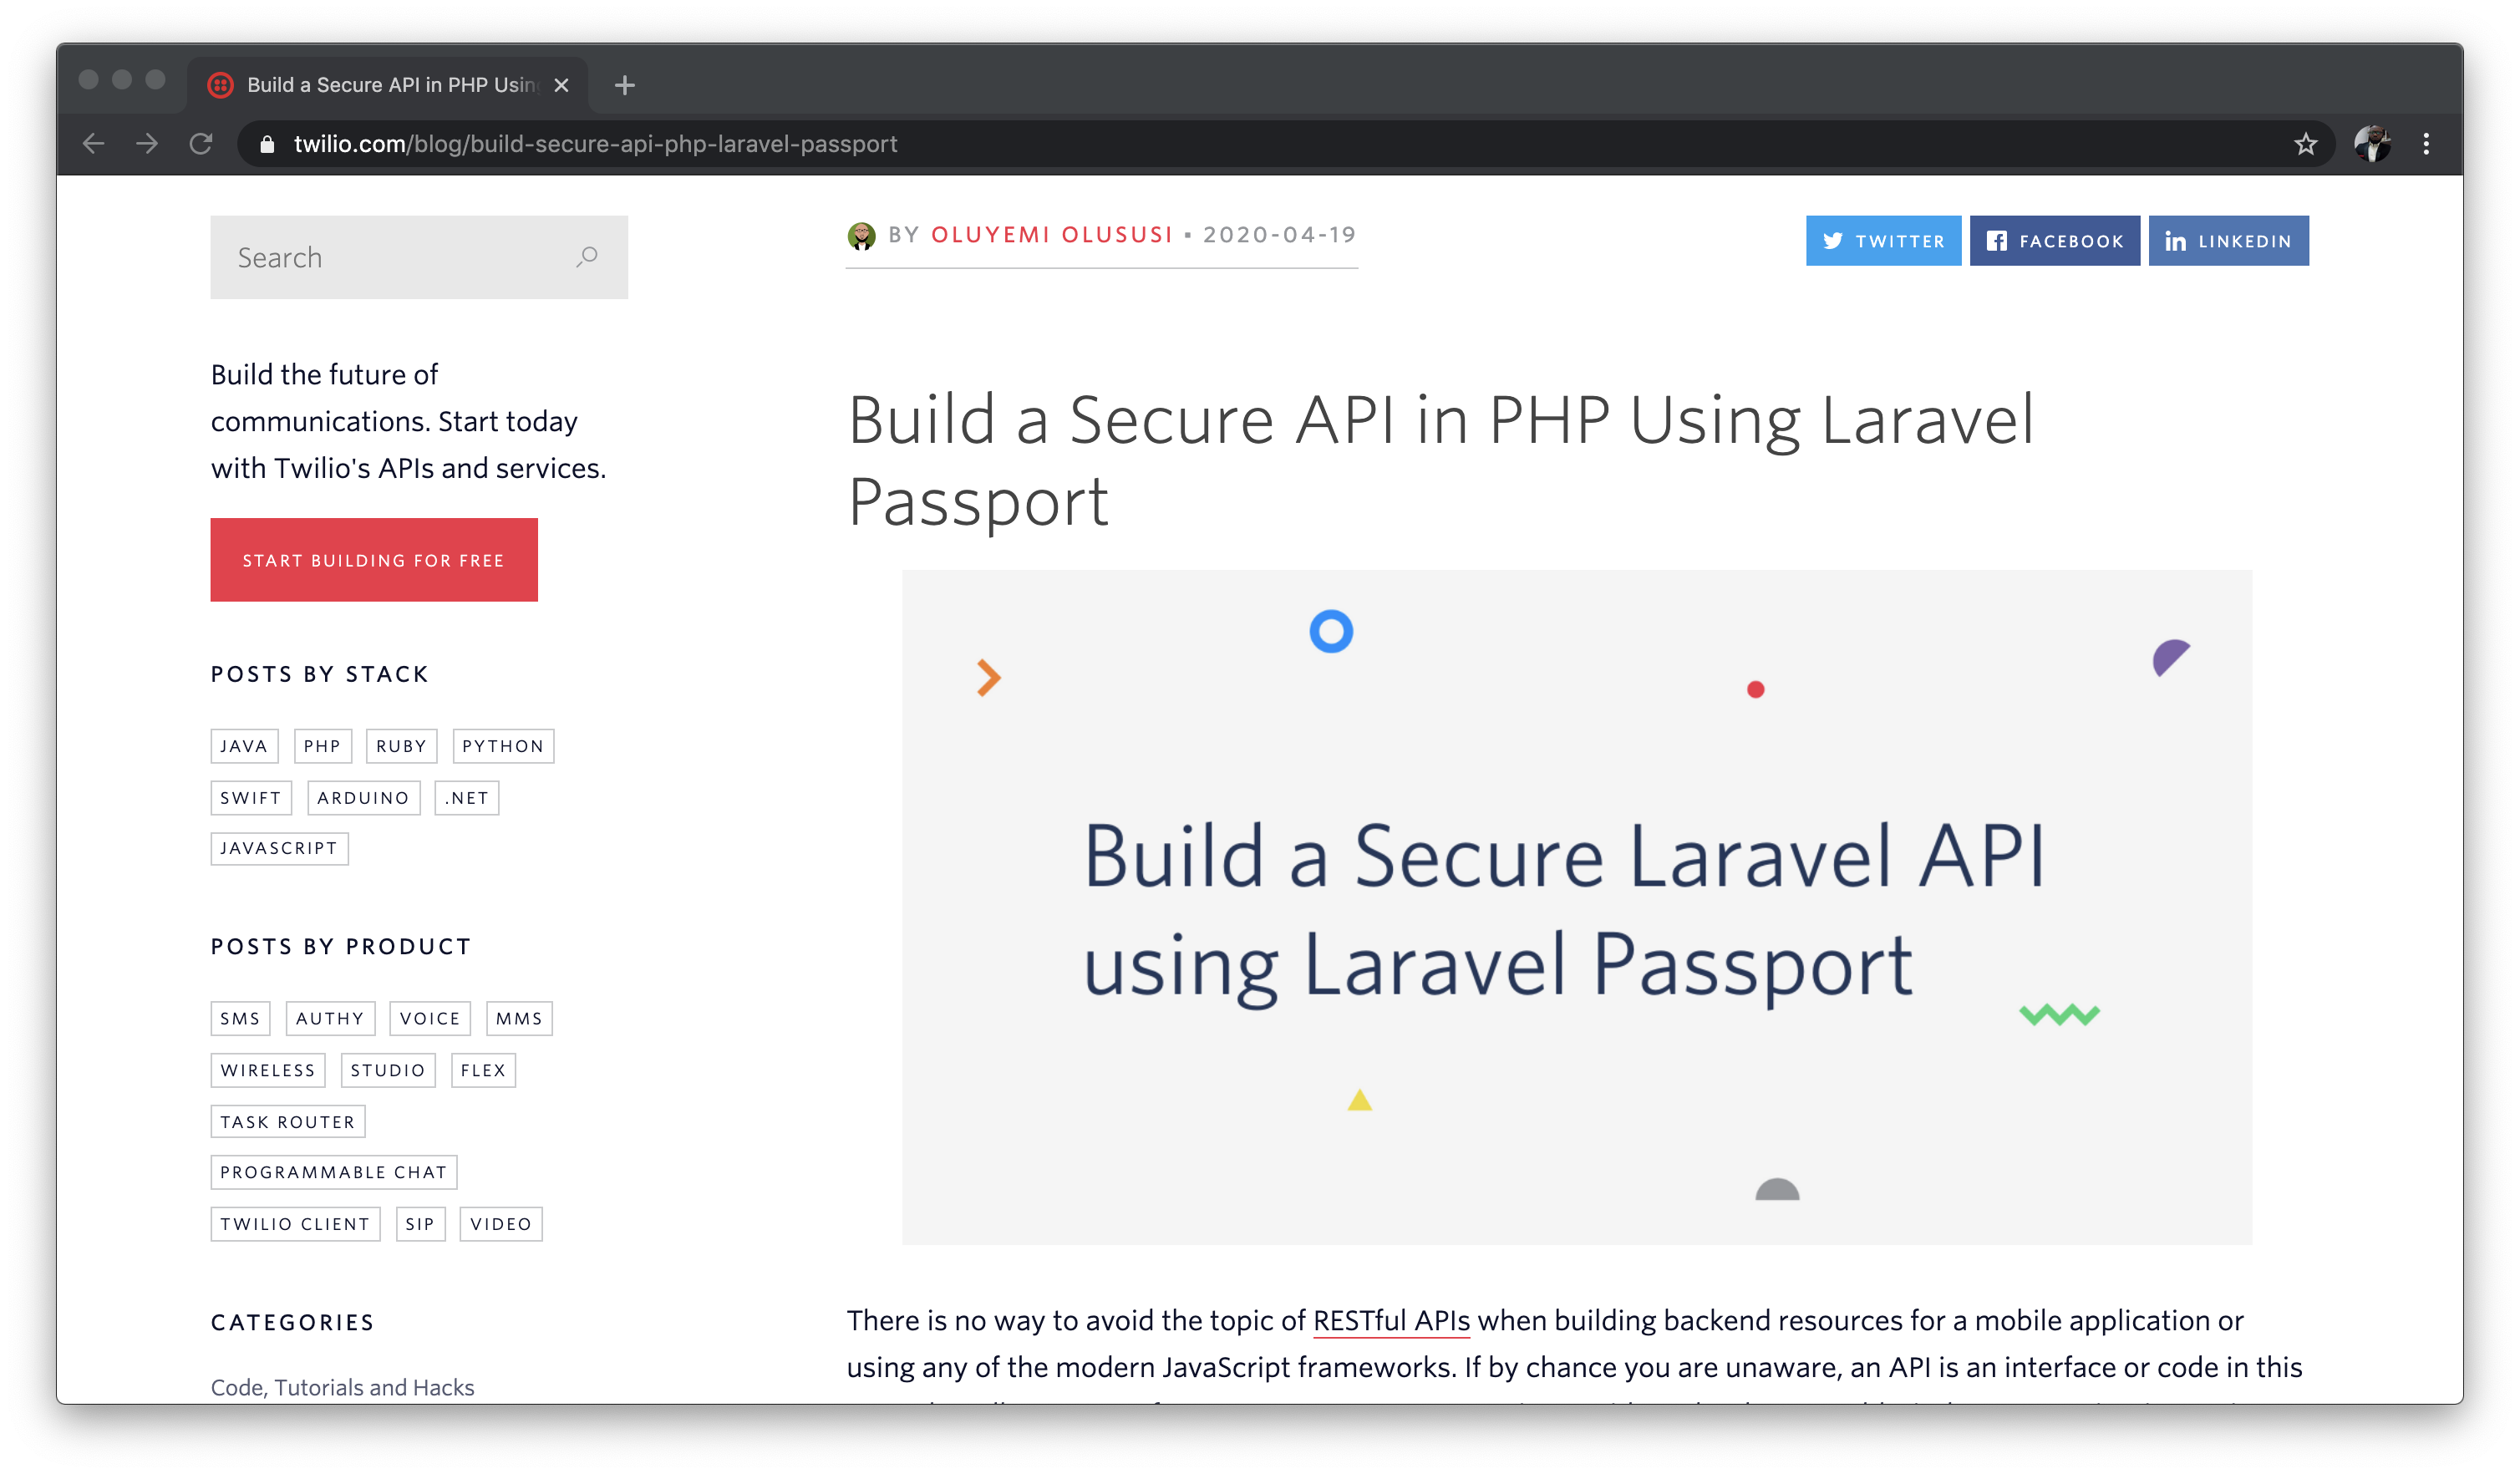 Build a Secure API in PHP Usin
twilio.com/blog/build-secure-api-php-laravel-passport
Search
Build the future of
communications. Start today
with Twilio's APIs and services.
START BUILDING FOR FREE
POSTS BY STACK
JAVA PHP RUBY PYTHON
SWIFT ARDUINO .NET
JAVASCRIPT
POSTS BY PRODUCT
SMS AUTHY VOICE MMS
WIRELESS STUDIO FLEX
TASK ROUTER
PROGRAMMABLE CHAT
TWILIO CLIENT SIP VIDEO
CATEGORIES
Code, Tutorials and Hacks
BY OLUYEMI OLUSUSI ▪ 2020-04-19
TWITTER FACEBOOK LINKEDIN
Build a Secure API in PHP Using Laravel
Passport
Build a Secure Laravel API
using Laravel Passport
There is no way to avoid the topic of RESTful APIs when building backend resources for a mobile application or
using any of the modern JavaScript frameworks. If by chance you are unaware, an API is an interface or code in this